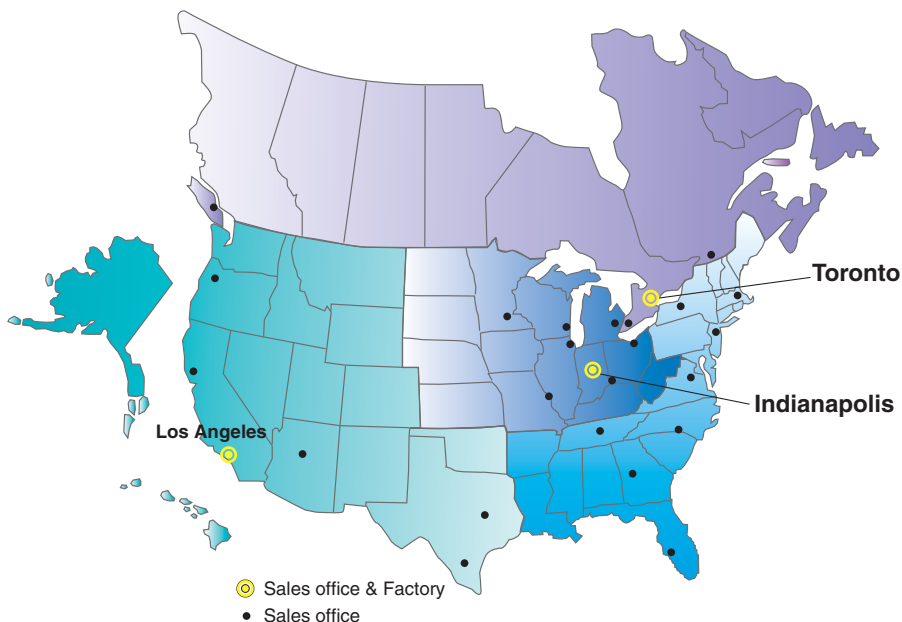 Toronto
Indianapolis
Los Angeles
Sales office & Factory
Sales office